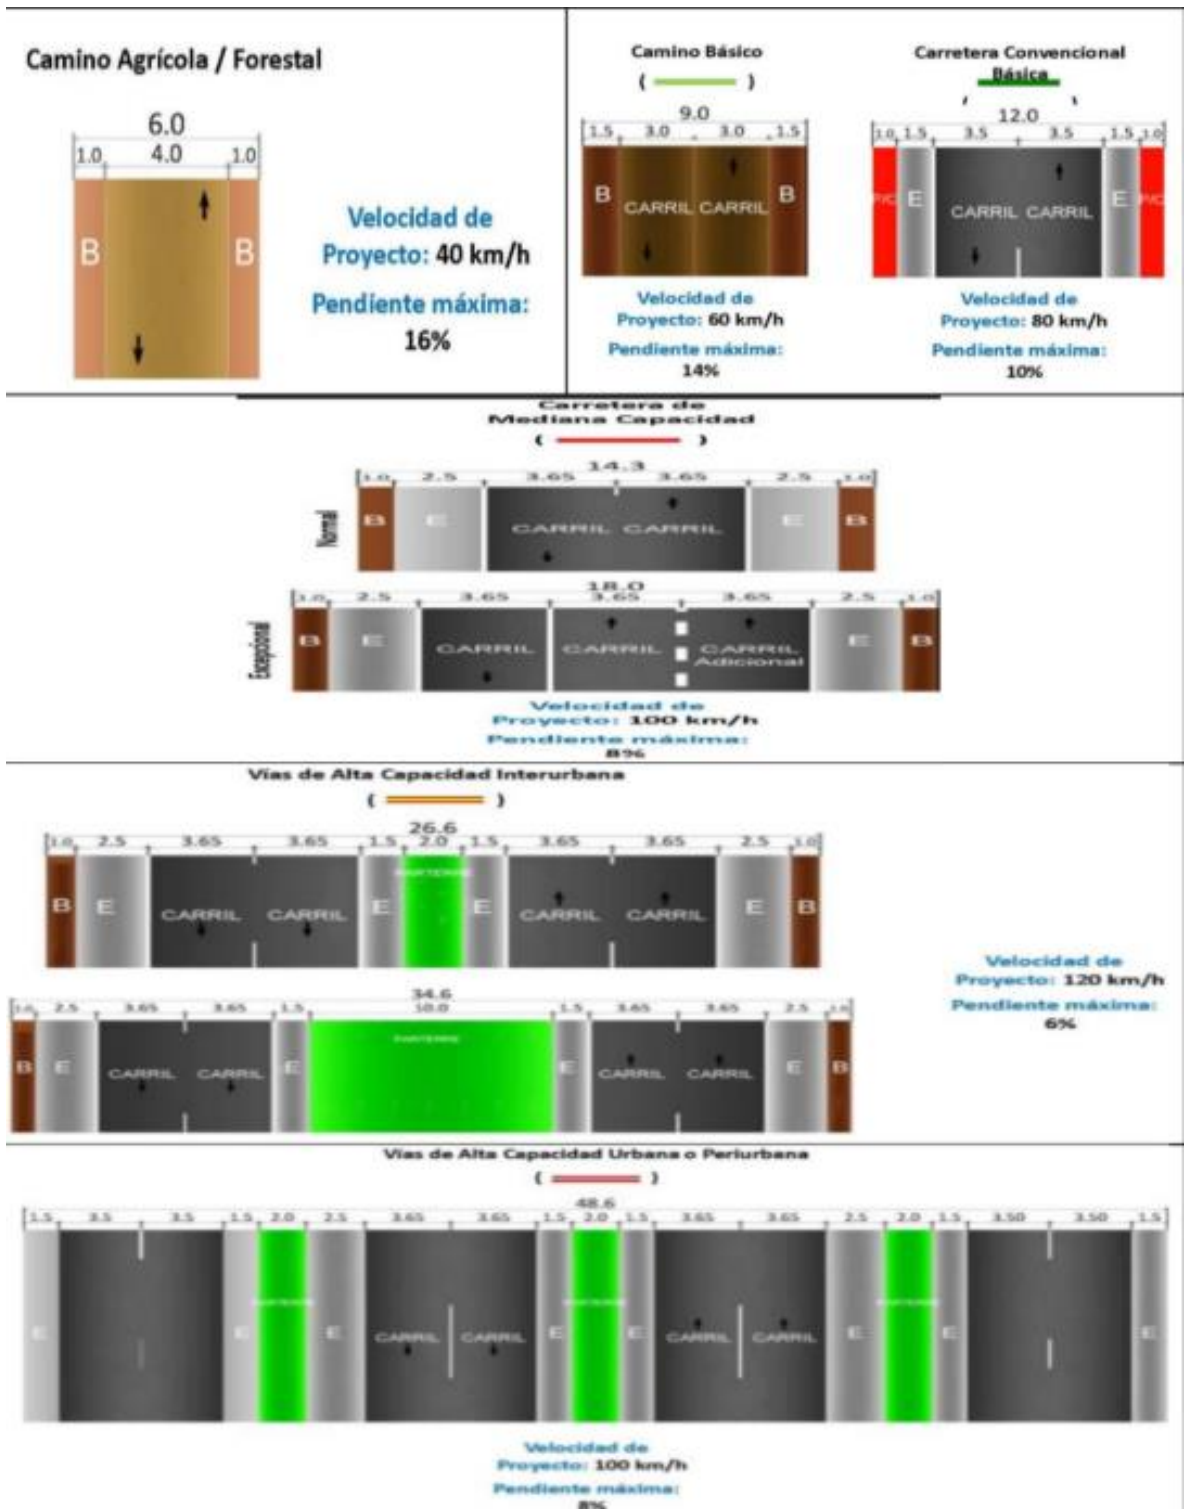 Camino Agrícola / Forestal
6.0
1.0 4.0 1.0
B B
Velocidad de
Proyecto: 40 km/h
Pendiente máxima:
16%
Camino Básico
( )
9.0
1.5 3.0 3.0 1.5
B CARRIL CARRIL B
Velocidad de
Proyecto: 60 km/h
Pendiente máxima:
14%
Carretera Convencional
Básica
12.0
1.0 1.5 3.5 3.5 1.5 1.0
E CARRIL CARRIL E
Velocidad de
Proyecto: 80 km/h
Pendiente máxima:
10%
Carretera de
Mediana Capacidad
( )
14.3
1.0 2.5 3.65 3.65 2.5 1.0
Normal
B E CARRIL CARRIL E B
18.0
1.0 2.5 3.65 3.65 3.65 2.5 1.0
Excepcional
B E CARRIL CARRIL CARRIL E B
Adicional
Velocidad de
Proyecto: 100 km/h
Pendiente máxima:
8%
Vías de Alta Capacidad Interurbana
( )
26.6
1.0 2.5 3.65 3.65 1.5 2.0 1.5 3.65 3.65 2.5 1.0
PARTERRE
B E CARRIL CARRIL E E CARRIL CARRIL E B
34.6
1.0 2.5 3.65 3.65 1.5 10.0 1.5 3.65 3.65 2.5 1.0
PARTERRE
B E CARRIL CARRIL E E CARRIL CARRIL E B
Velocidad de
Proyecto: 120 km/h
Pendiente máxima:
6%
Vías de Alta Capacidad Urbana o Periurbana
( )
48.6
1.5 3.5 3.5 1.5 2.0 2.5 3.65 3.65 1.5 2.0 1.5 3.65 3.65 2.5 2.0 1.5 3.50 3.50 1.5
PARTERRE PARTERRE PARTERRE
E E E CARRIL CARRIL E E CARRIL CARRIL E E E
Velocidad de
Proyecto: 100 km/h
Pendiente máxima:
8%